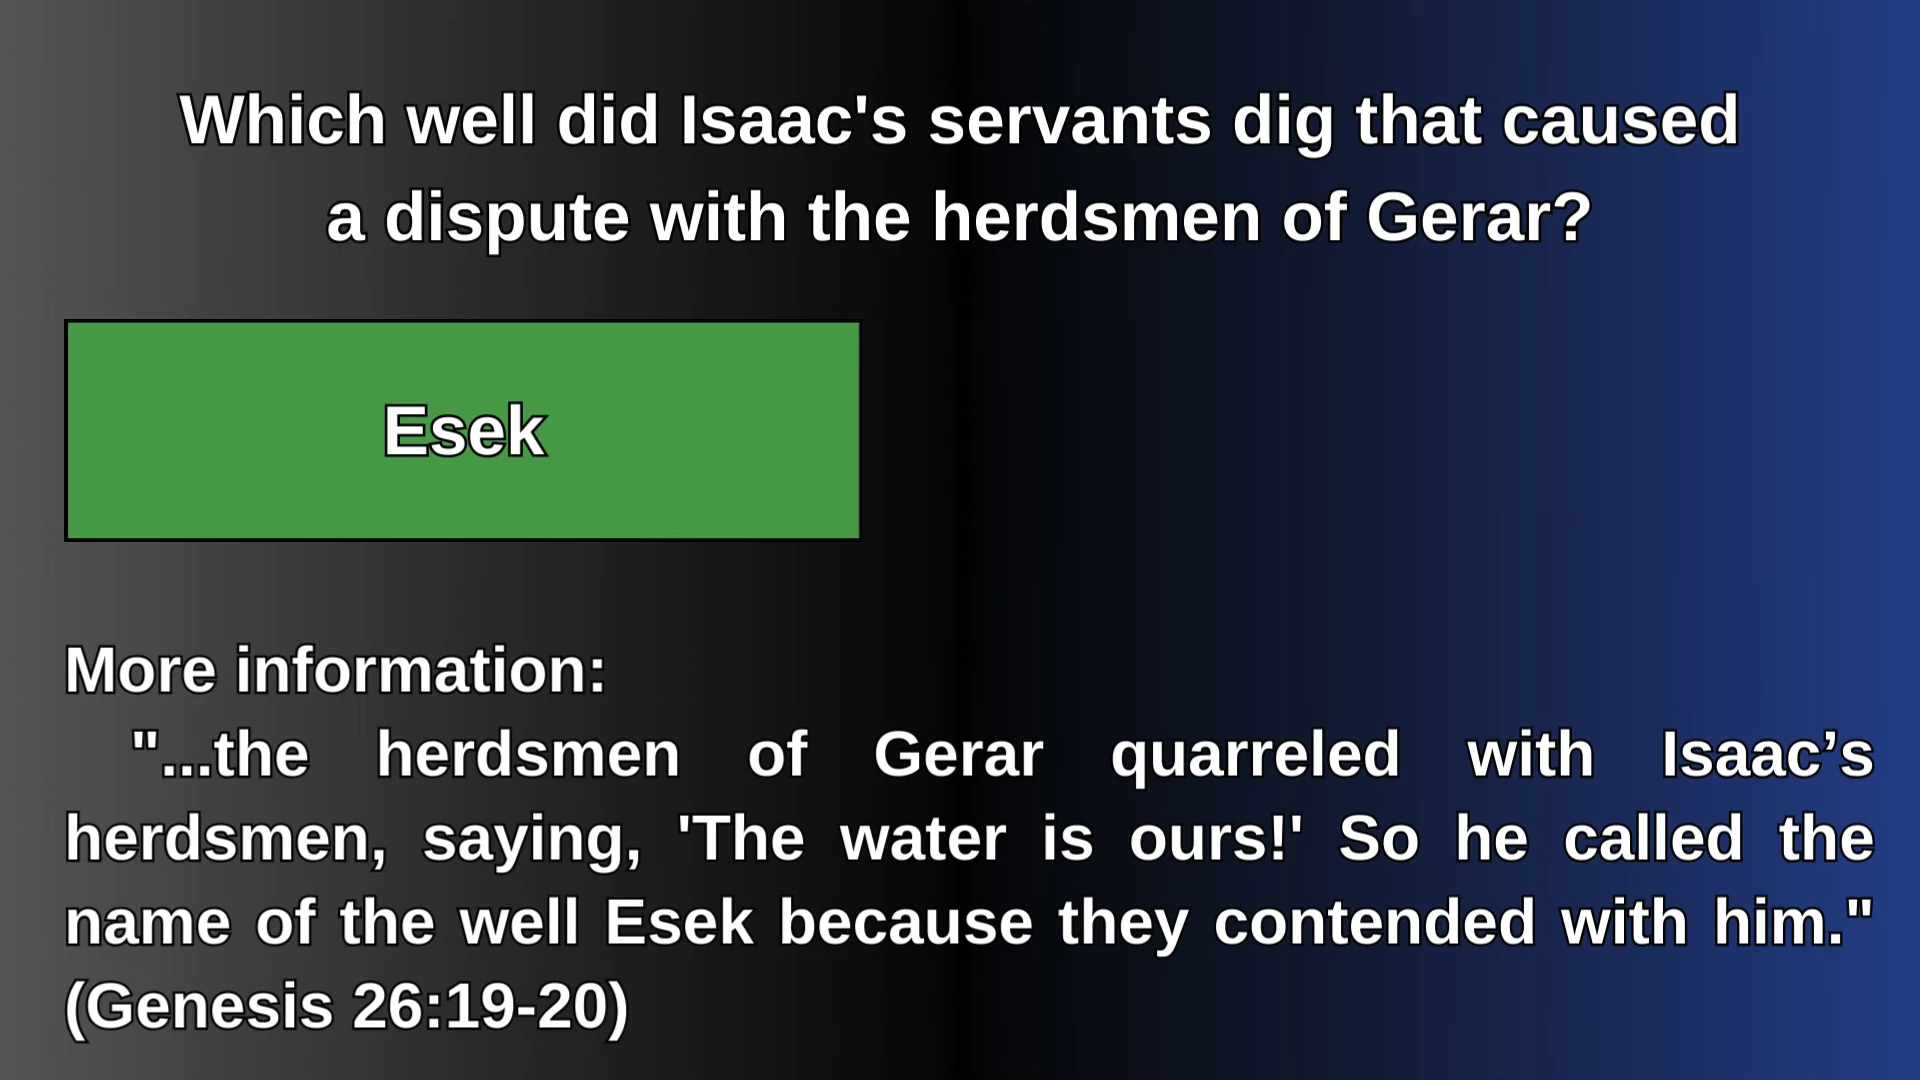 Which well did Isaac's servants dig that caused
a dispute with the herdsmen of Gerar?
Esek
More information:
"...the herdsmen of Gerar quarreled with Isaac’s
herdsmen, saying, 'The water is ours!' So he called the
name of the well Esek because they contended with him."
(Genesis 26:19-20)